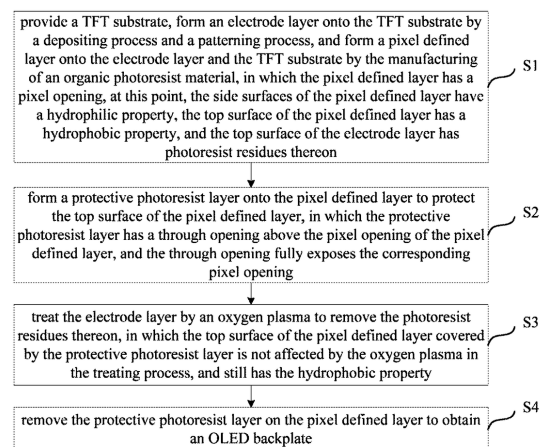 provide a TFT substrate, form an electrode layer onto the TFT substrate by
a depositing process and a patterning process, and form a pixel defined
layer onto the electrode layer and the TFT substrate by the manufacturing
of an organic photoresist material, in which the pixel defined layer has a
pixel opening, at this point, the side surfaces of the pixel defined layer have
a hydrophilic property, the top surface of the pixel defined layer has a
hydrophobic property, and the top surface of the electrode layer has
photoresist residues thereon
S1
form a protective photoresist layer onto the pixel defined layer to protect
the top surface of the pixel defined layer, in which the protective
photoresist layer has a through opening above the pixel opening of the pixel
defined layer, and the through opening fully exposes the corresponding
pixel opening
S2
treat the electrode layer by an oxygen plasma to remove the photoresist
residues thereon, in which the top surface of the pixel defined layer covered
by the protective photoresist layer is not affected by the oxygen plasma in
the treating process, and still has the hydrophobic property
S3
remove the protective photoresist layer on the pixel defined layer to obtain
an OLED backplate
S4